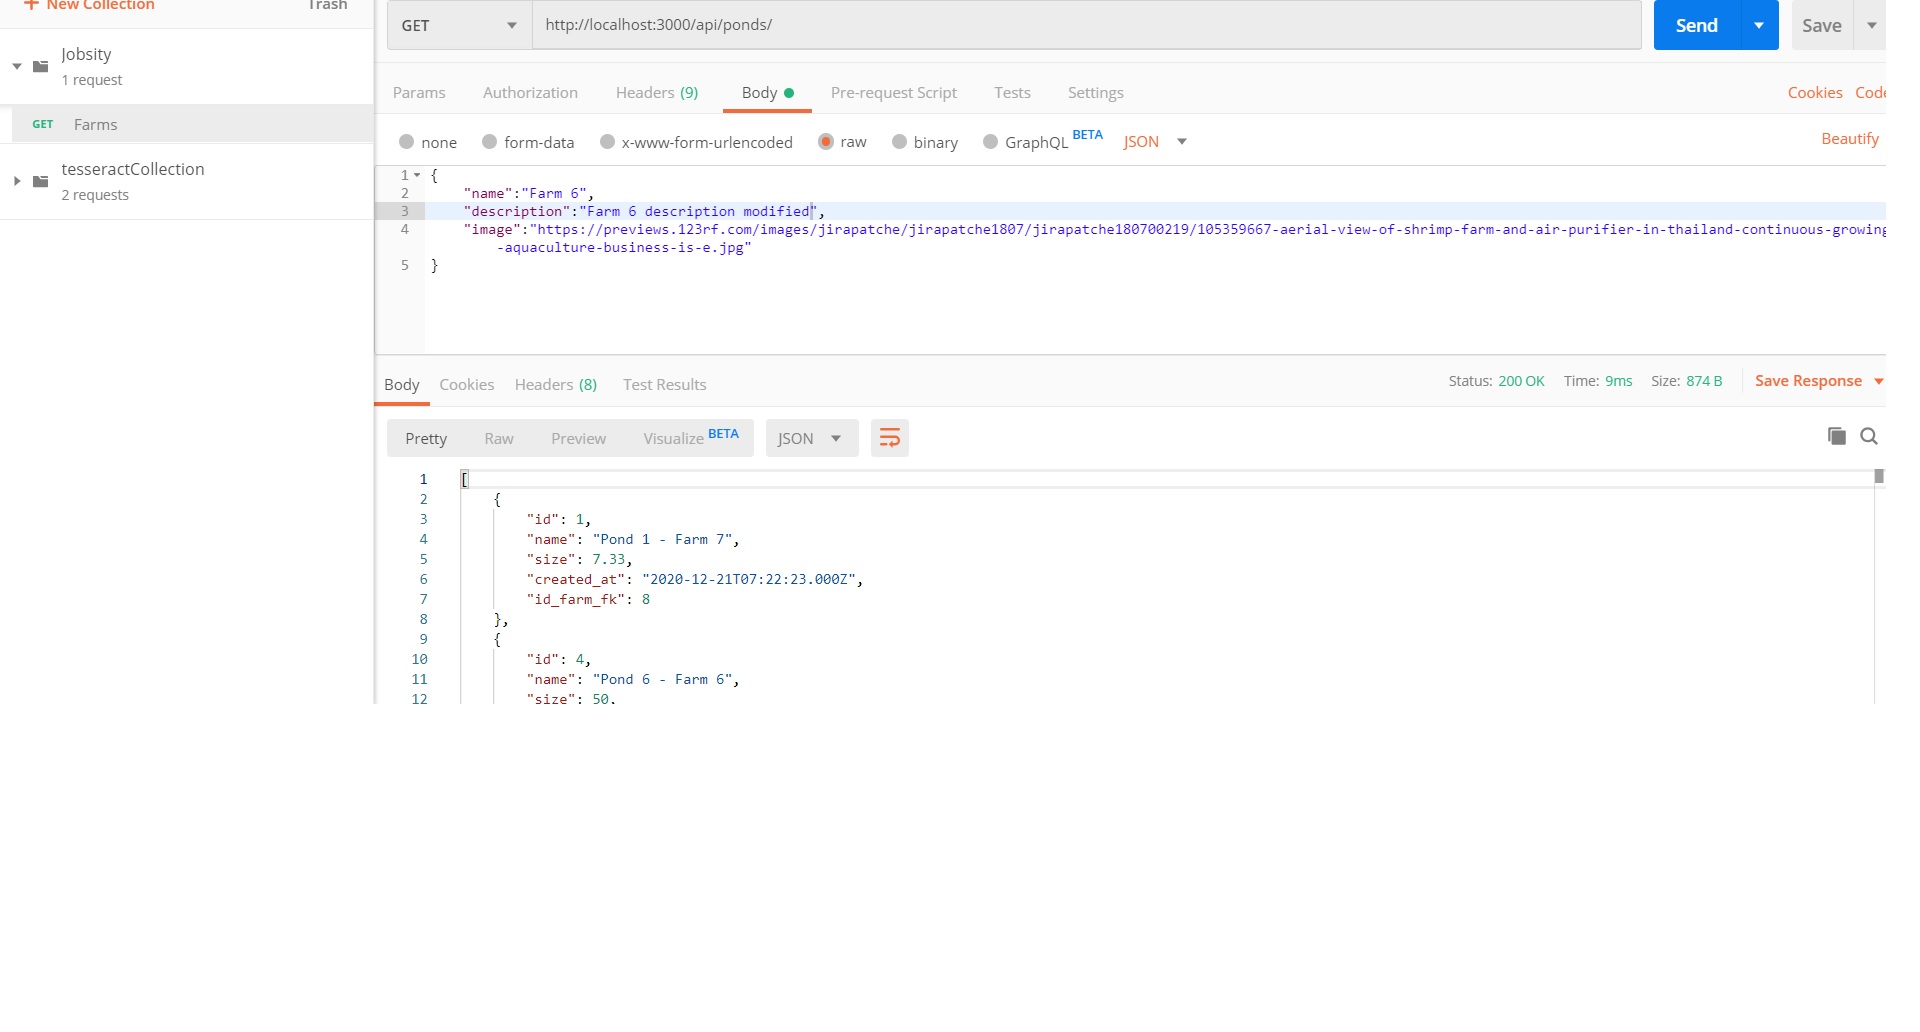 New Collection
Trash
Jobsity
1 request
GET Farms
tesseractCollection
2 requests
GET http://localhost:3000/api/ponds/ Send Save
Params Authorization Headers (9) Body Pre-request Script Tests Settings Cookies Code
none form-data x-www-form-urlencoded raw binary GraphQL BETA JSON Beautify
1 {
2 "name":"Farm 6",
3 "description":"Farm 6 description modified",
4 "image":"https://previews.123rf.com/images/jirapatche/jirapatche1807/jirapatche180700219/105359667-aerial-view-of-shrimp-farm-and-air-purifier-in-thailand-continuous-growing
-aquaculture-business-is-e.jpg"
5 }
Body Cookies Headers (8) Test Results Status: 200 OK Time: 9ms Size: 874 B Save Response
Pretty Raw Preview Visualize BETA JSON
1 [
2 {
3 "id": 1,
4 "name": "Pond 1 - Farm 7",
5 "size": 7.33,
6 "created_at": "2020-12-21T07:22:23.000Z",
7 "id_farm_fk": 8
8 },
9 {
10 "id": 4,
11 "name": "Pond 6 - Farm 6",
12 "size": 50,